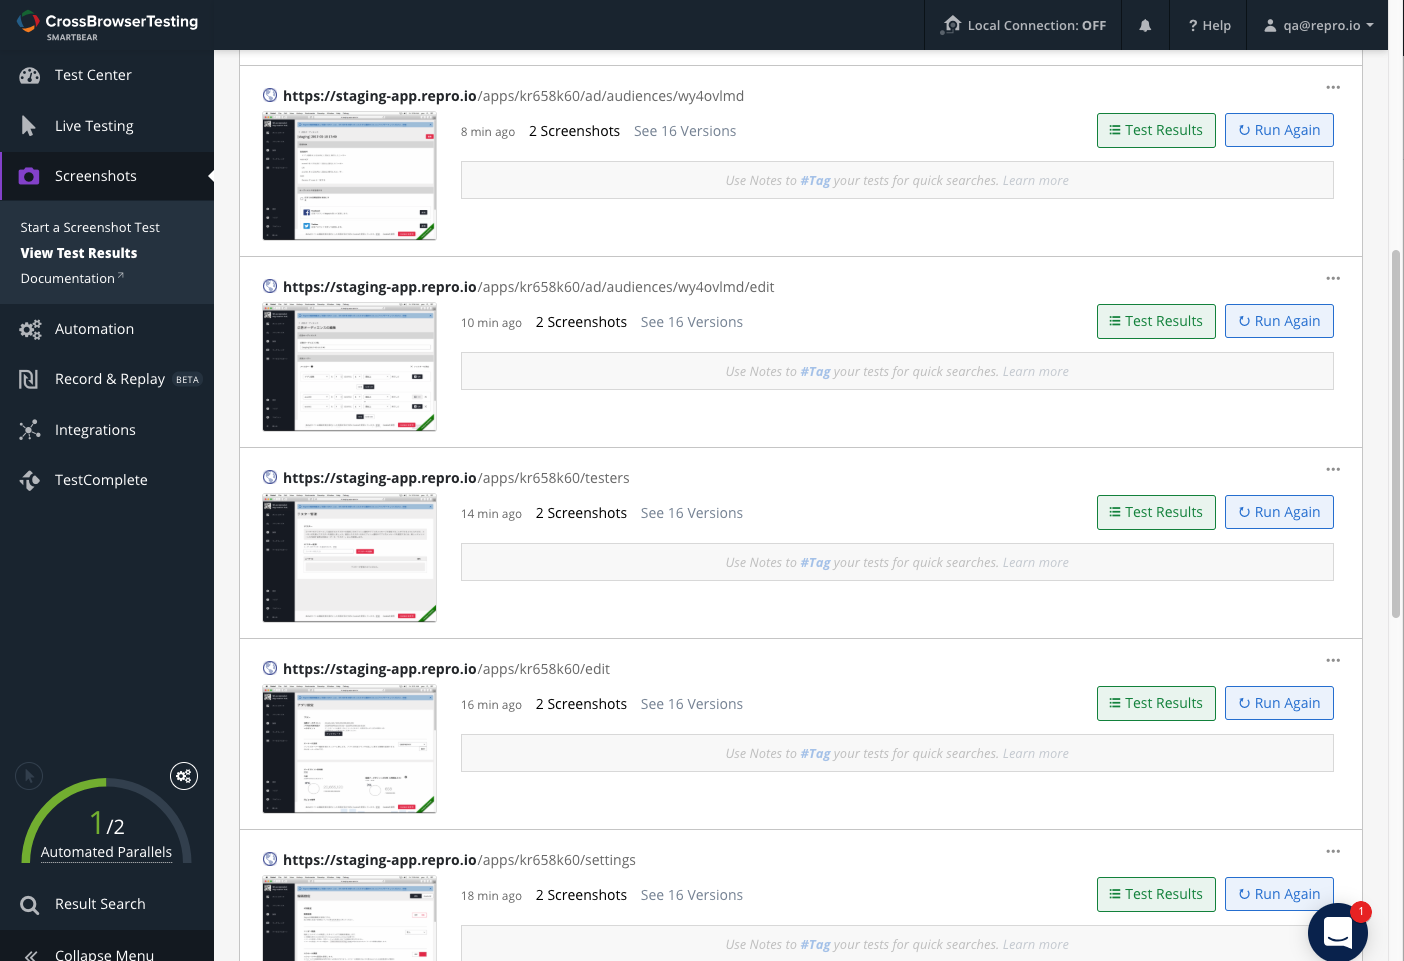 CrossBrowserTesting
SMARTBEAR
Local Connection: OFF
? Help
qa@repro.io
Test Center
Live Testing
Screenshots
Start a Screenshot Test
View Test Results
Documentation
Automation
Record & Replay BETA
Integrations
TestComplete
1/2
Automated Parallels
Result Search
Collapse Menu
https://staging-app.repro.io/apps/kr658k60/ad/audiences/wy4ovlmd
8 min ago 2 Screenshots See 16 Versions
Test Results Run Again
Use Notes to #Tag your tests for quick searches. Learn more
https://staging-app.repro.io/apps/kr658k60/ad/audiences/wy4ovlmd/edit
10 min ago 2 Screenshots See 16 Versions
Test Results Run Again
Use Notes to #Tag your tests for quick searches. Learn more
https://staging-app.repro.io/apps/kr658k60/testers
14 min ago 2 Screenshots See 16 Versions
Test Results Run Again
Use Notes to #Tag your tests for quick searches. Learn more
https://staging-app.repro.io/apps/kr658k60/edit
16 min ago 2 Screenshots See 16 Versions
Test Results Run Again
Use Notes to #Tag your tests for quick searches. Learn more
https://staging-app.repro.io/apps/kr658k60/settings
18 min ago 2 Screenshots See 16 Versions
Test Results Run Again
Use Notes to #Tag your tests for quick searches. Learn more
1